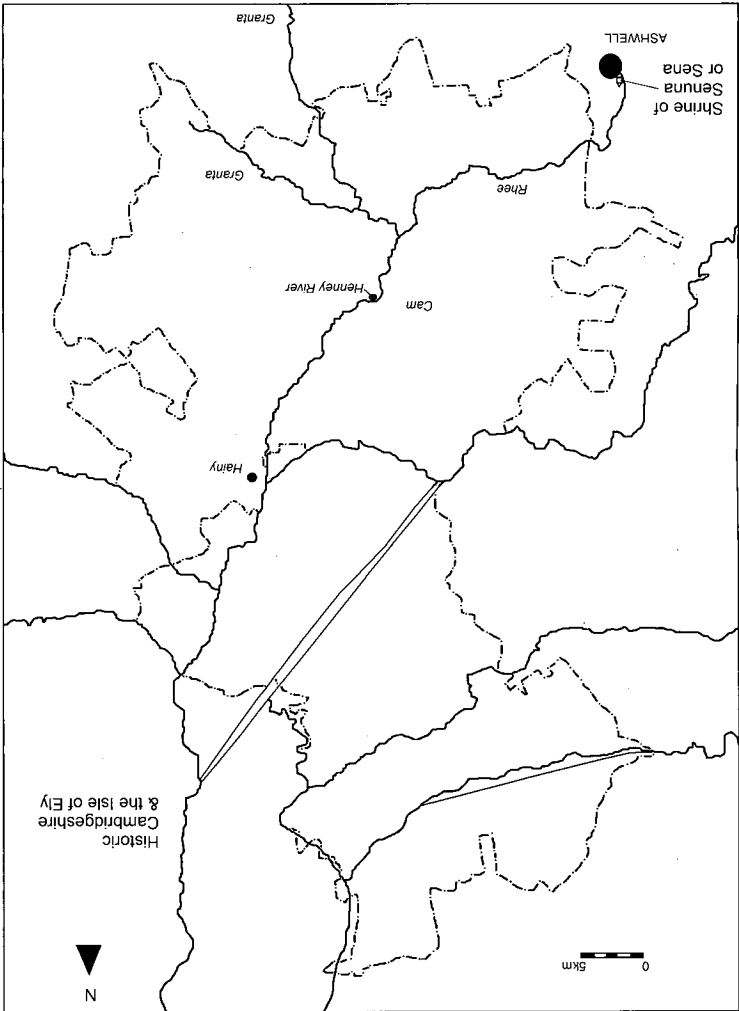 N
0 5km
Historic
Cambridgeshire
& the Isle of Ely
Hainy
Cam
Henney River
Rhee
Granta
Shrine of
Senuna
or Sena
ASHWELL
Granta